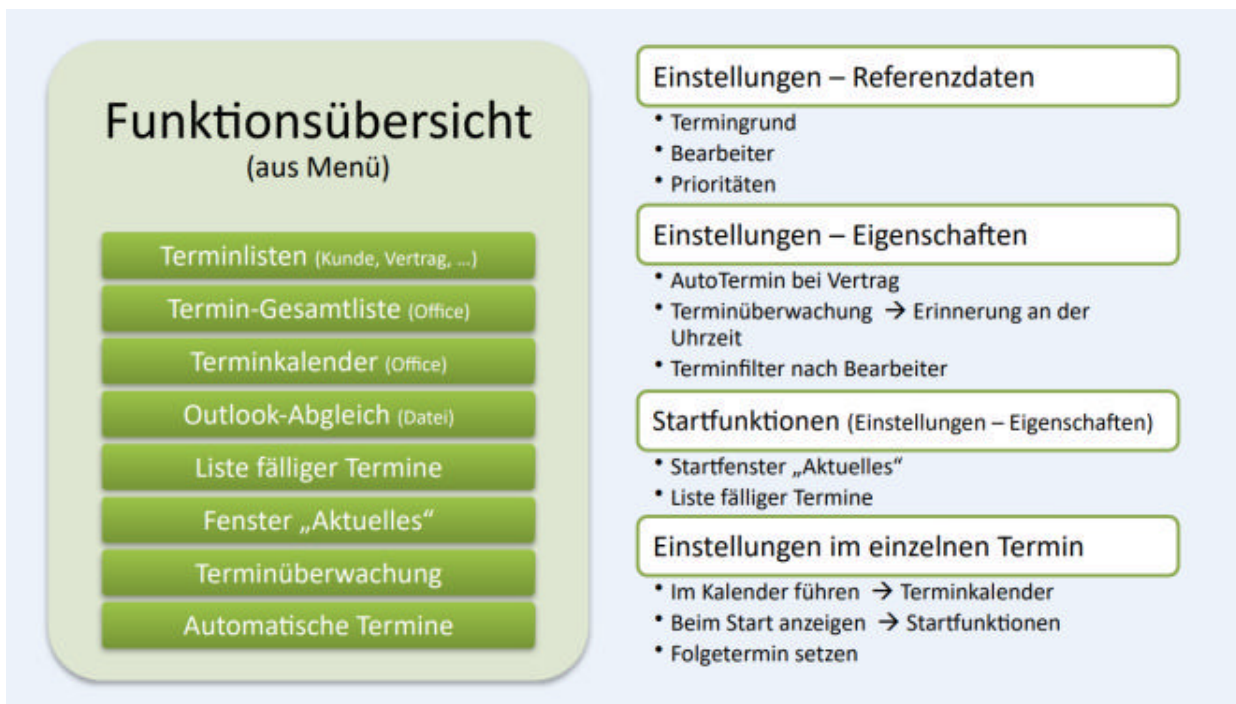 Funktionsübersicht
(aus Menü)
Terminlisten (Kunde, Vertrag, ...)
Termin-Gesamtliste (Office)
Terminkalender (Office)
Outlook-Abgleich (Datei)
Liste fälliger Termine
Fenster „Aktuelles“
Terminüberwachung
Automatische Termine
Einstellungen – Referenzdaten
• Termingrund
• Bearbeiter
• Prioritäten
Einstellungen – Eigenschaften
• AutoTermin bei Vertrag
• Terminüberwachung → Erinnerung an der
Uhrzeit
• Terminfilter nach Bearbeiter
Startfunktionen (Einstellungen – Eigenschaften)
• Startfenster „Aktuelles“
• Liste fälliger Termine
Einstellungen im einzelnen Termin
• Im Kalender führen → Terminkalender
• Beim Start anzeigen → Startfunktionen
• Folgetermin setzen